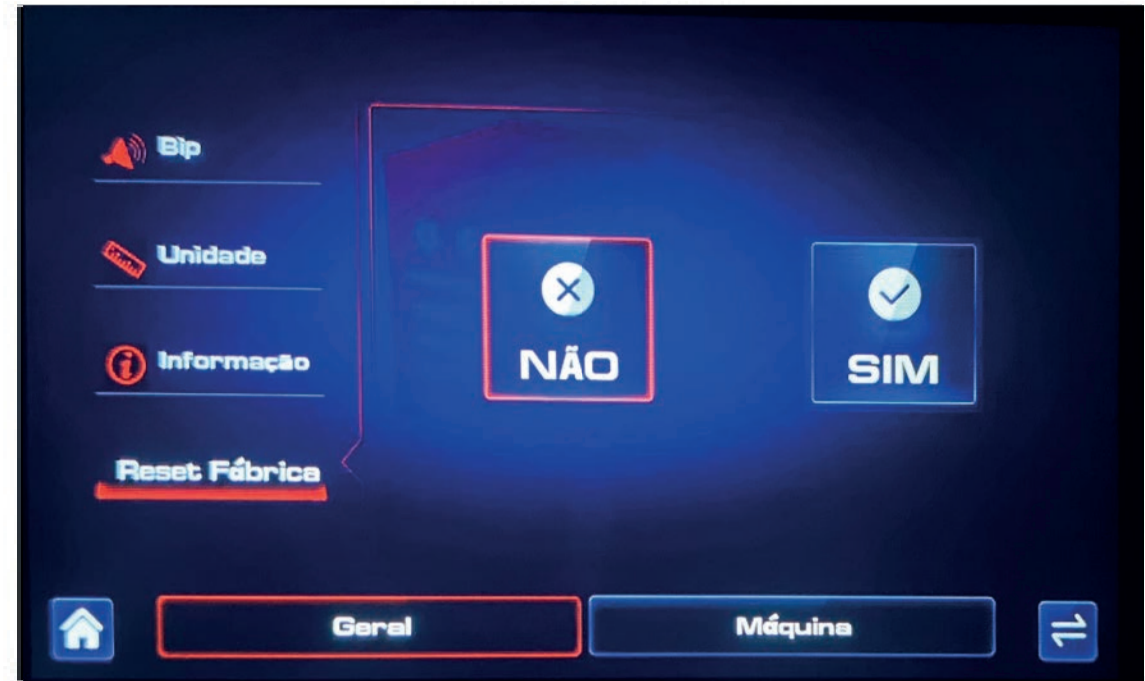 Bip
Unidade
Informação
Reset Fábrica
NÃO
SIM
Geral
Máquina